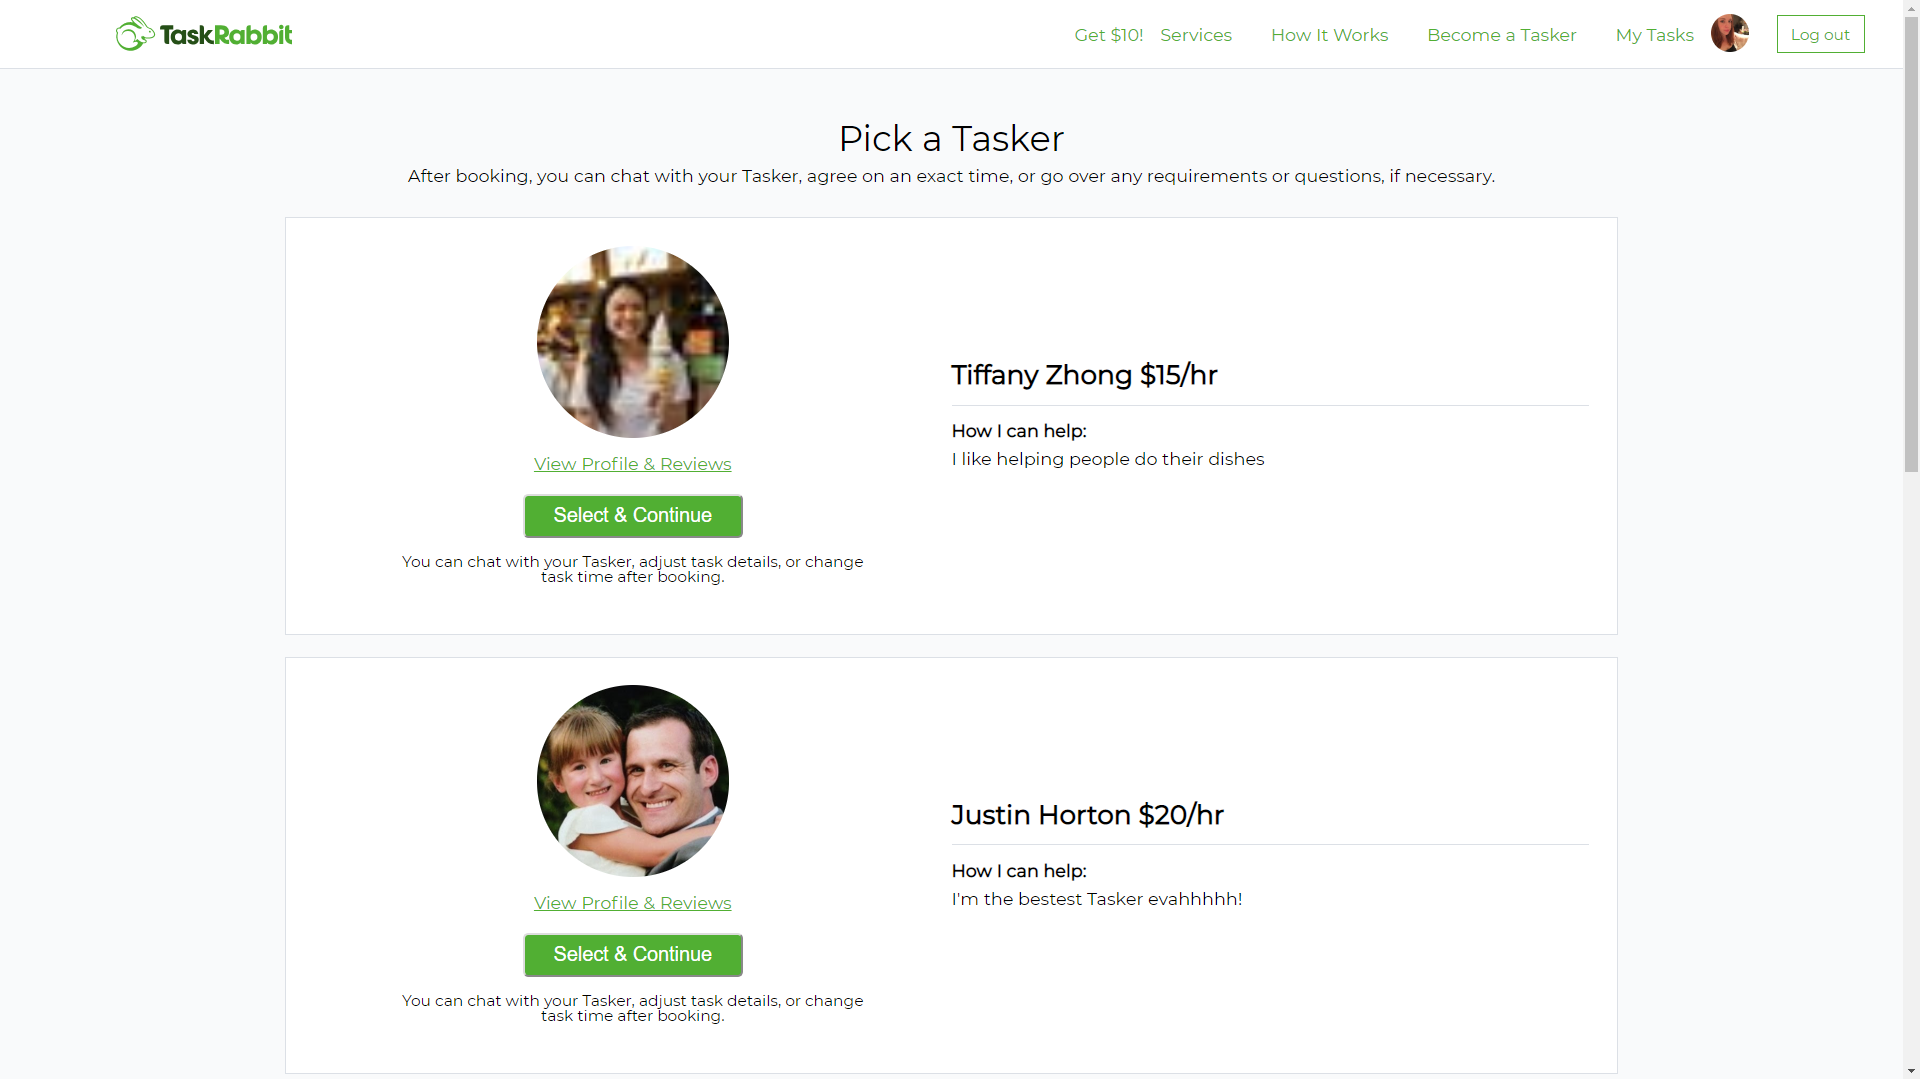 TaskRabbit
Get $10! Services How It Works Become a Tasker My Tasks Log out
Pick a Tasker
After booking, you can chat with your Tasker, agree on an exact time, or go over any requirements or questions, if necessary.
Tiffany Zhong $15/hr
How I can help:
I like helping people do their dishes
View Profile & Reviews
Select & Continue
You can chat with your Tasker, adjust task details, or change
task time after booking.
Justin Horton $20/hr
How I can help:
I'm the bestest Tasker evahhhhh!
View Profile & Reviews
Select & Continue
You can chat with your Tasker, adjust task details, or change
task time after booking.